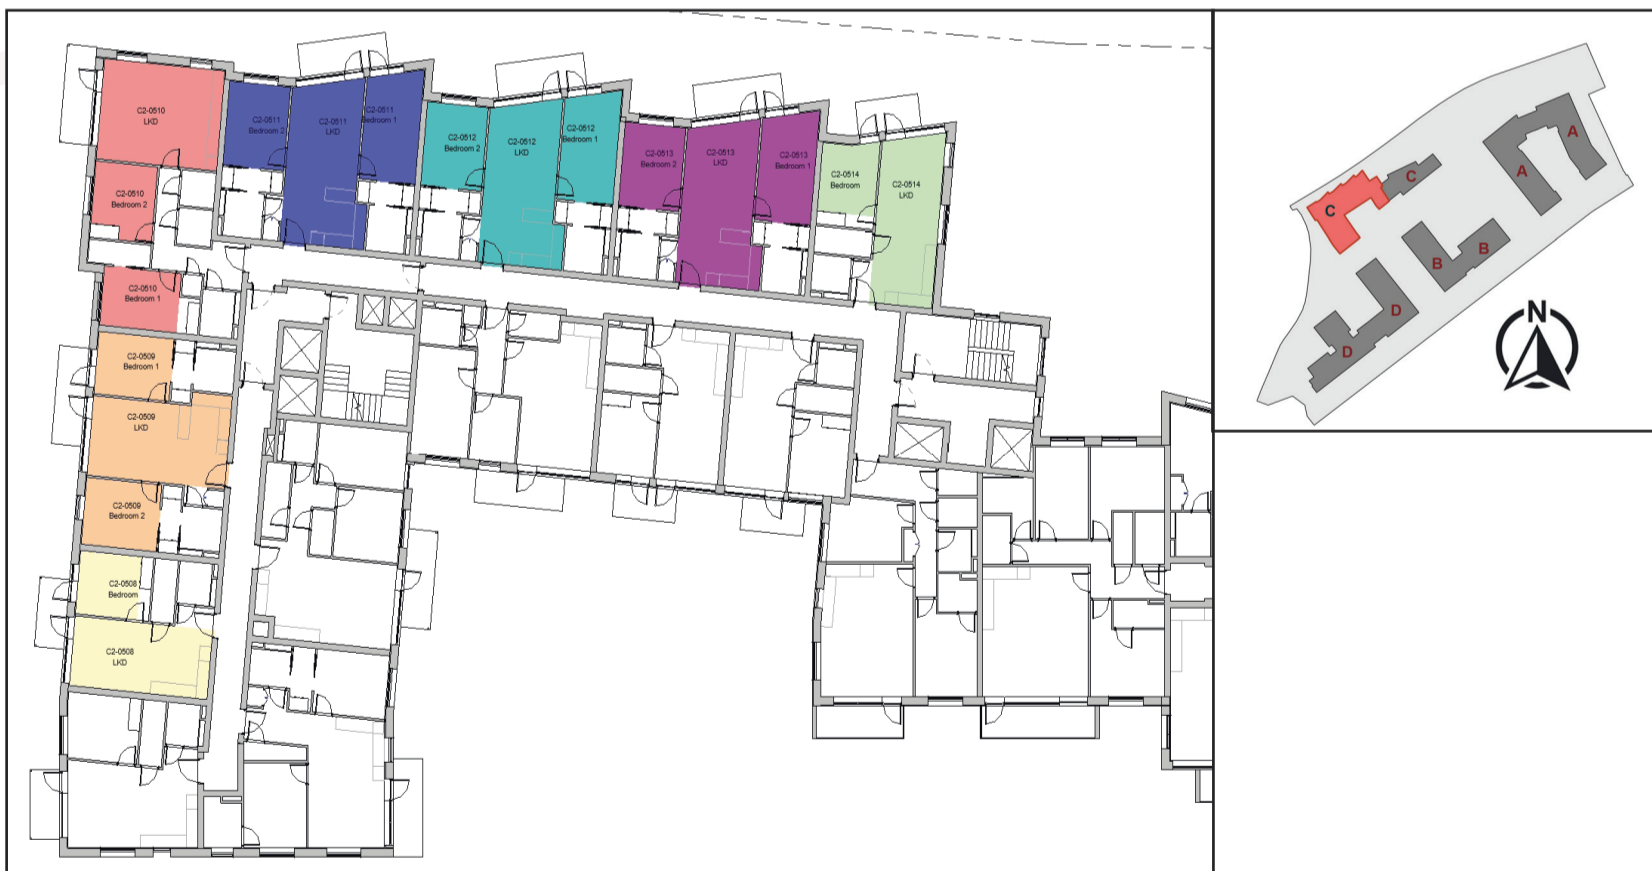 C2-0510
LKD
C2-0510
Bedroom 2
C2-0510
Bedroom 1
C2-0511
Bedroom 2
C2-0511
LKD
C2-0511
Bedroom 1
C2-0512
Bedroom 2
C2-0512
LKD
C2-0512
Bedroom 1
C2-0513
Bedroom 2
C2-0513
LKD
C2-0513
Bedroom 1
C2-0514
Bedroom
C2-0514
LKD
C2-0509
Bedroom 1
C2-0509
LKD
C2-0509
Bedroom 2
C2-0508
Bedroom
C2-0508
LKD
A
A
C
C
B
B
D
D
N